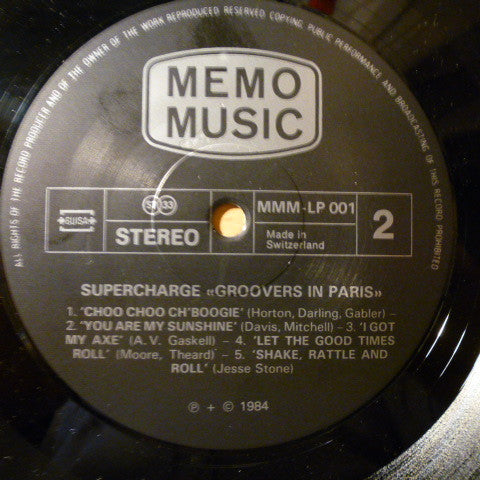 ALL RIGHTS OF THE RECORD PRODUCER AND OF THE OWNER OF THE WORK REPRODUCED RESERVED COPYING, PUBLIC PERFORMANCE AND BROADCASTING OF THIS RECORD PROHIBITED
MEMO
MUSIC
SUISA
St 33
STEREO
MMM-LP 001
Made in
Switzerland
2
SUPERCHARGE «GROOVERS IN PARIS»
1. 'CHOO CHOO CH'BOOGIE' (Horton, Darling, Gabler) –
2. 'YOU ARE MY SUNSHINE' (Davis, Mitchell) – 3. 'I GOT
MY AXE' (A.V. Gaskell) – 4. 'LET THE GOOD TIMES
ROLL' (Moore, Theard) – 5. 'SHAKE, RATTLE AND
ROLL' (Jesse Stone)
℗ + © 1984